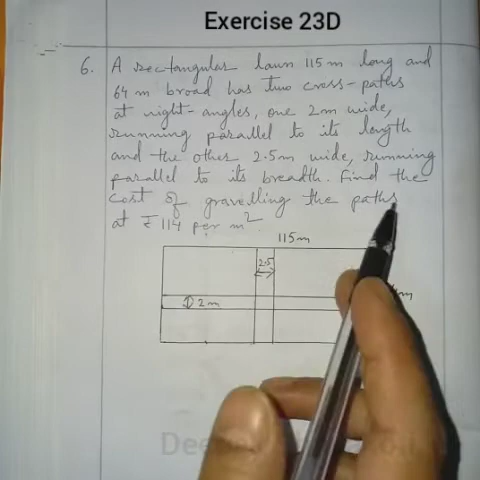 Exercise 23D
6. A rectangular lawn 115m long and
64 m broad has two cross-paths
at right-angles, one 2m wide,
running parallel to its length
and the other 2.5m wide, running
parallel to its breadth. Find the
cost of gravelling the paths
at ₹114 per m²
115m
2.5
2m
m